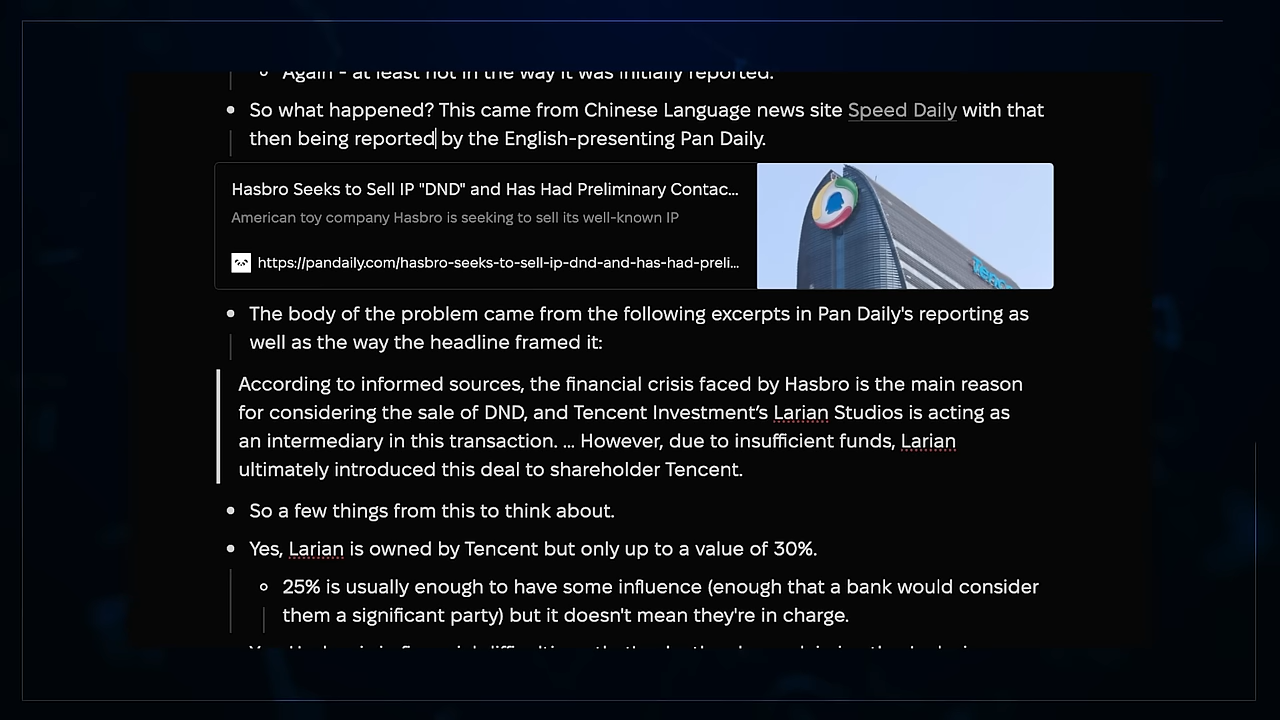 Again - at least not in the way it was initially reported.
So what happened? This came from Chinese Language news site Speed Daily with that
then being reported by the English-presenting Pan Daily.
Hasbro Seeks to Sell IP "DND" and Has Had Preliminary Contac...
American toy company Hasbro is seeking to sell its well-known IP
https://pandaily.com/hasbro-seeks-to-sell-ip-dnd-and-has-had-preli...
Tencent
The body of the problem came from the following excerpts in Pan Daily's reporting as
well as the way the headline framed it:
According to informed sources, the financial crisis faced by Hasbro is the main reason
for considering the sale of DND, and Tencent Investment’s Larian Studios is acting as
an intermediary in this transaction. ... However, due to insufficient funds, Larian
ultimately introduced this deal to shareholder Tencent.
So a few things from this to think about.
Yes, Larian is owned by Tencent but only up to a value of 30%.
25% is usually enough to have some influence (enough that a bank would consider
them a significant party) but it doesn't mean they're in charge.